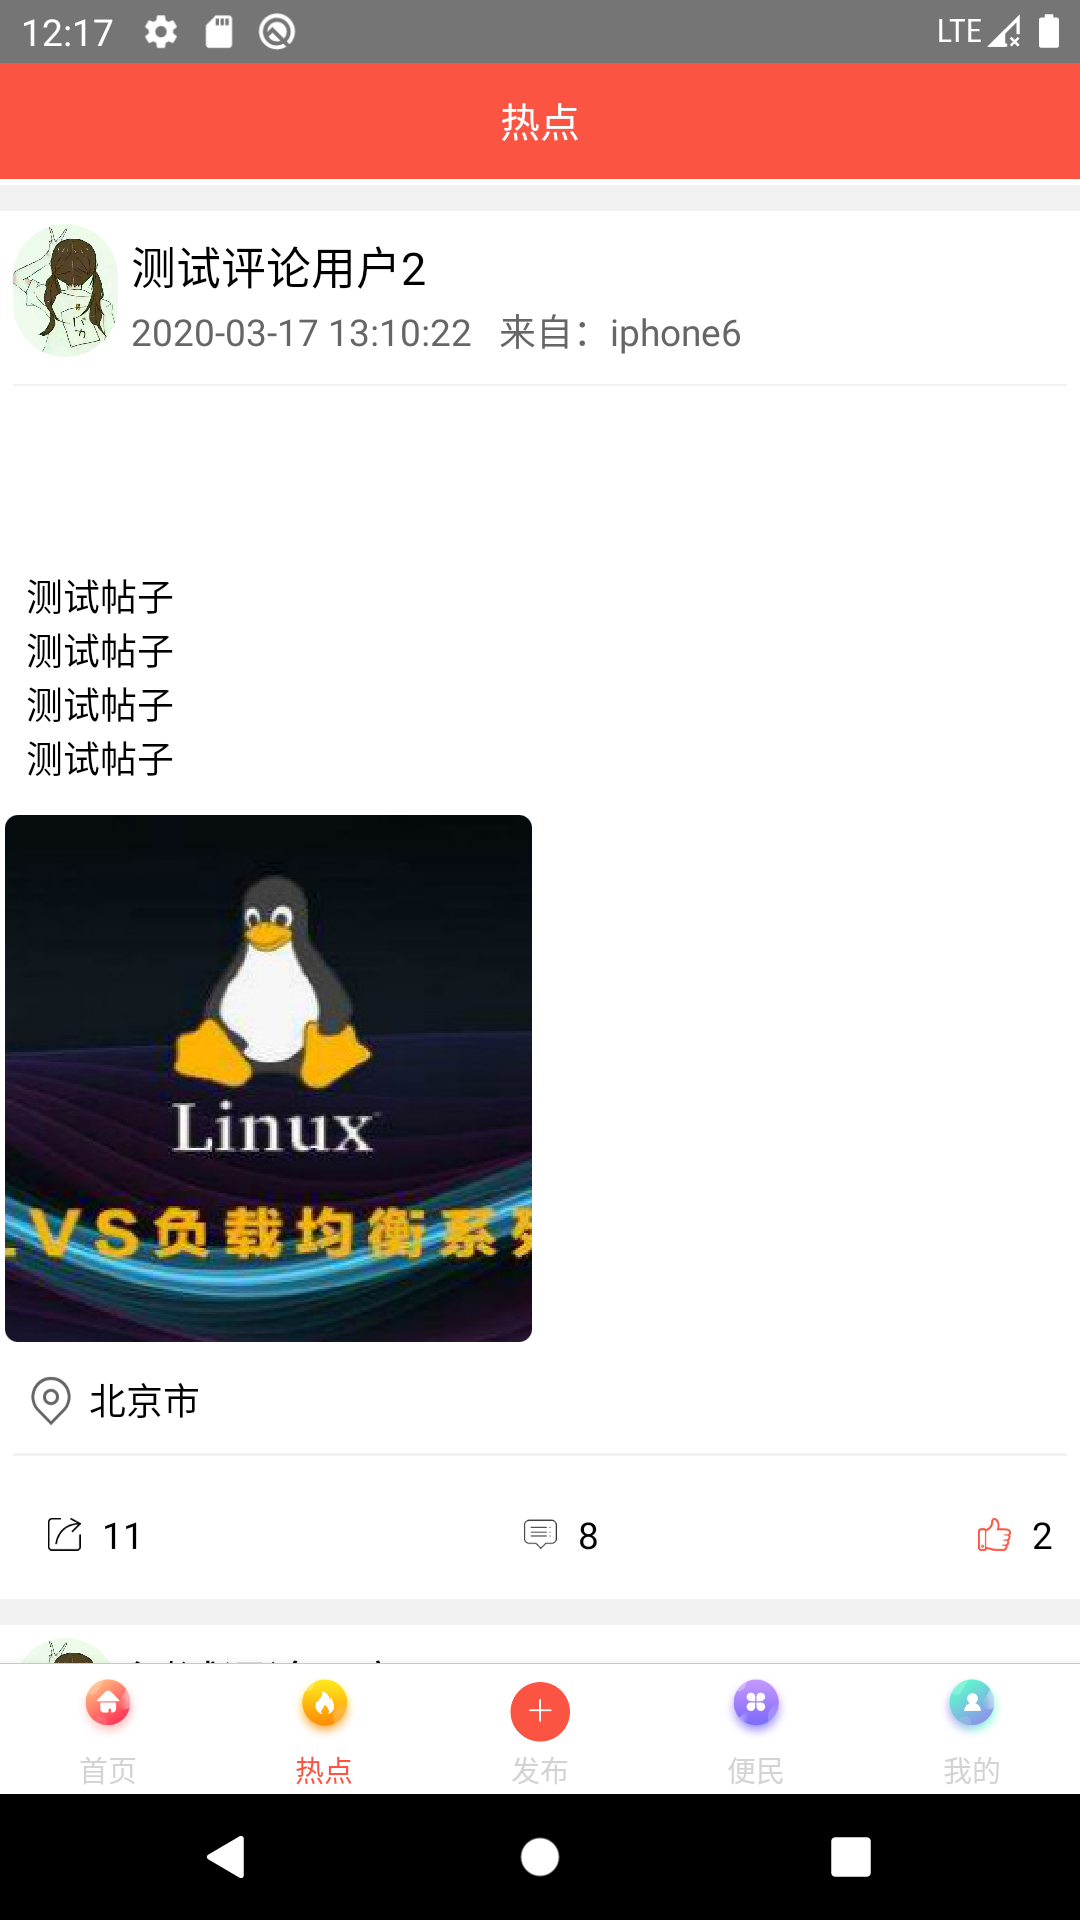 12:17
LTE
热点
测试评论用户2
2020-03-17 13:10:22 来自：iphone6
测试帖子
测试帖子
测试帖子
测试帖子
Linux
LVS负载均衡系列
北京市
11
8
2
首页
热点
发布
便民
我的